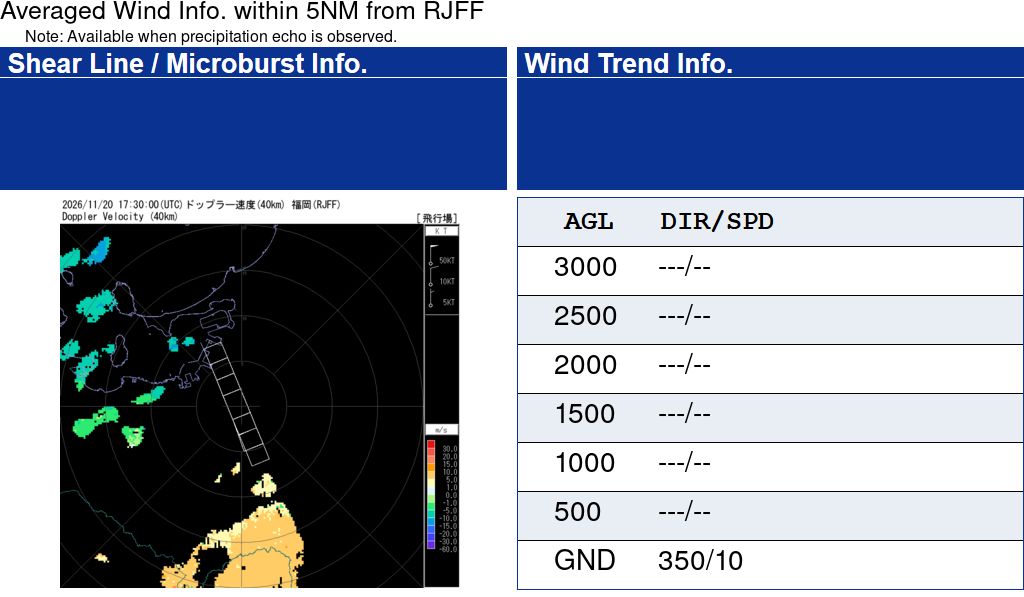 Averaged Wind Info. within 5NM from RJFF
Note: Available when precipitation echo is observed.
Shear Line / Microburst Info.
Wind Trend Info.
2026/11/20 17:30:00(UTC) ドップラー速度(40km) 福岡(RJFF)
Doppler Velocity (40km)
[飛行場]
KT
50KT
10KT
5KT
m/s
30.0
20.0
15.0
10.0
5.0
1.0
0.0
-1.0
-5.0
-10.0
-15.0
-20.0
-30.0
-60.0
AGL DIR/SPD
3000 ---/--
2500 ---/--
2000 ---/--
1500 ---/--
1000 ---/--
500 ---/--
GND 350/10